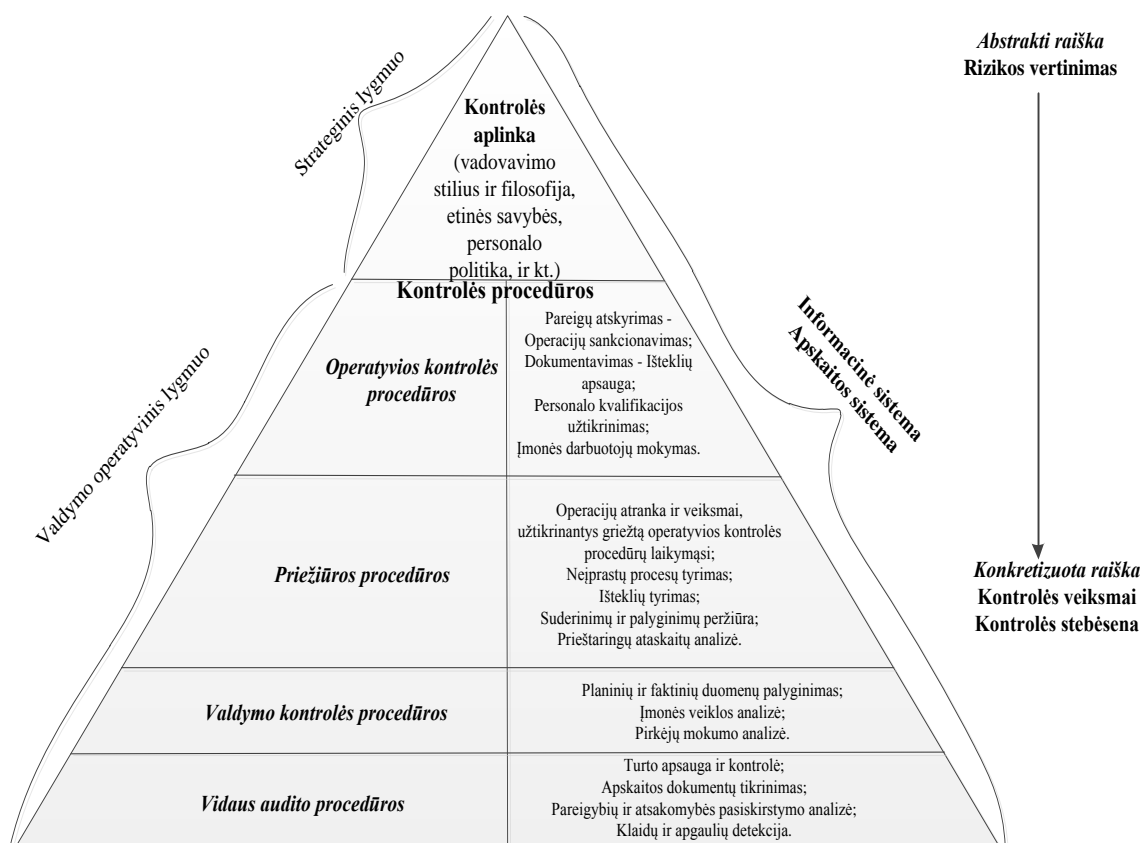 Strateginis lygmuo
Kontrolės
aplinka
(vadovavimo
stilius ir filosofija,
etinės savybės,
personalo
politika, ir kt.)
Abstrakti raiška
Rizikos vertinimas
Valdymo operatyvinis lygmuo
Kontrolės procedūros
Operatyvios kontrolės
procedūros
Pareigų atskyrimas -
Operacijų sankcionavimas;
Dokumentavimas - Išteklių
apsauga;
Personalo kvalifikacijos
užtikrinimas;
Įmonės darbuotojų mokymas.
Informacinė sistema
Apskaitos sistema
Priežiūros procedūros
Operacijų atranka ir veiksmai,
užtikrinantys griežtą operatyvios kontrolės
procedūrų laikymąsi;
Neįprastų procesų tyrimas;
Išteklių tyrimas;
Suderinimų ir palyginimų peržiūra;
Prieštaringų ataskaitų analizė.
Konkretizuota raiška
Kontrolės veiksmai
Kontrolės stebėsena
Valdymo kontrolės procedūros
Planinių ir faktinių duomenų palyginimas;
Įmonės veiklos analizė;
Pirkėjų mokumo analizė.
Vidaus audito procedūros
Turto apsauga ir kontrolė;
Apskaitos dokumentų tikrinimas;
Pareigybių ir atsakomybės pasiskirstymo analizė;
Klaidų ir apgaulių detekcija.